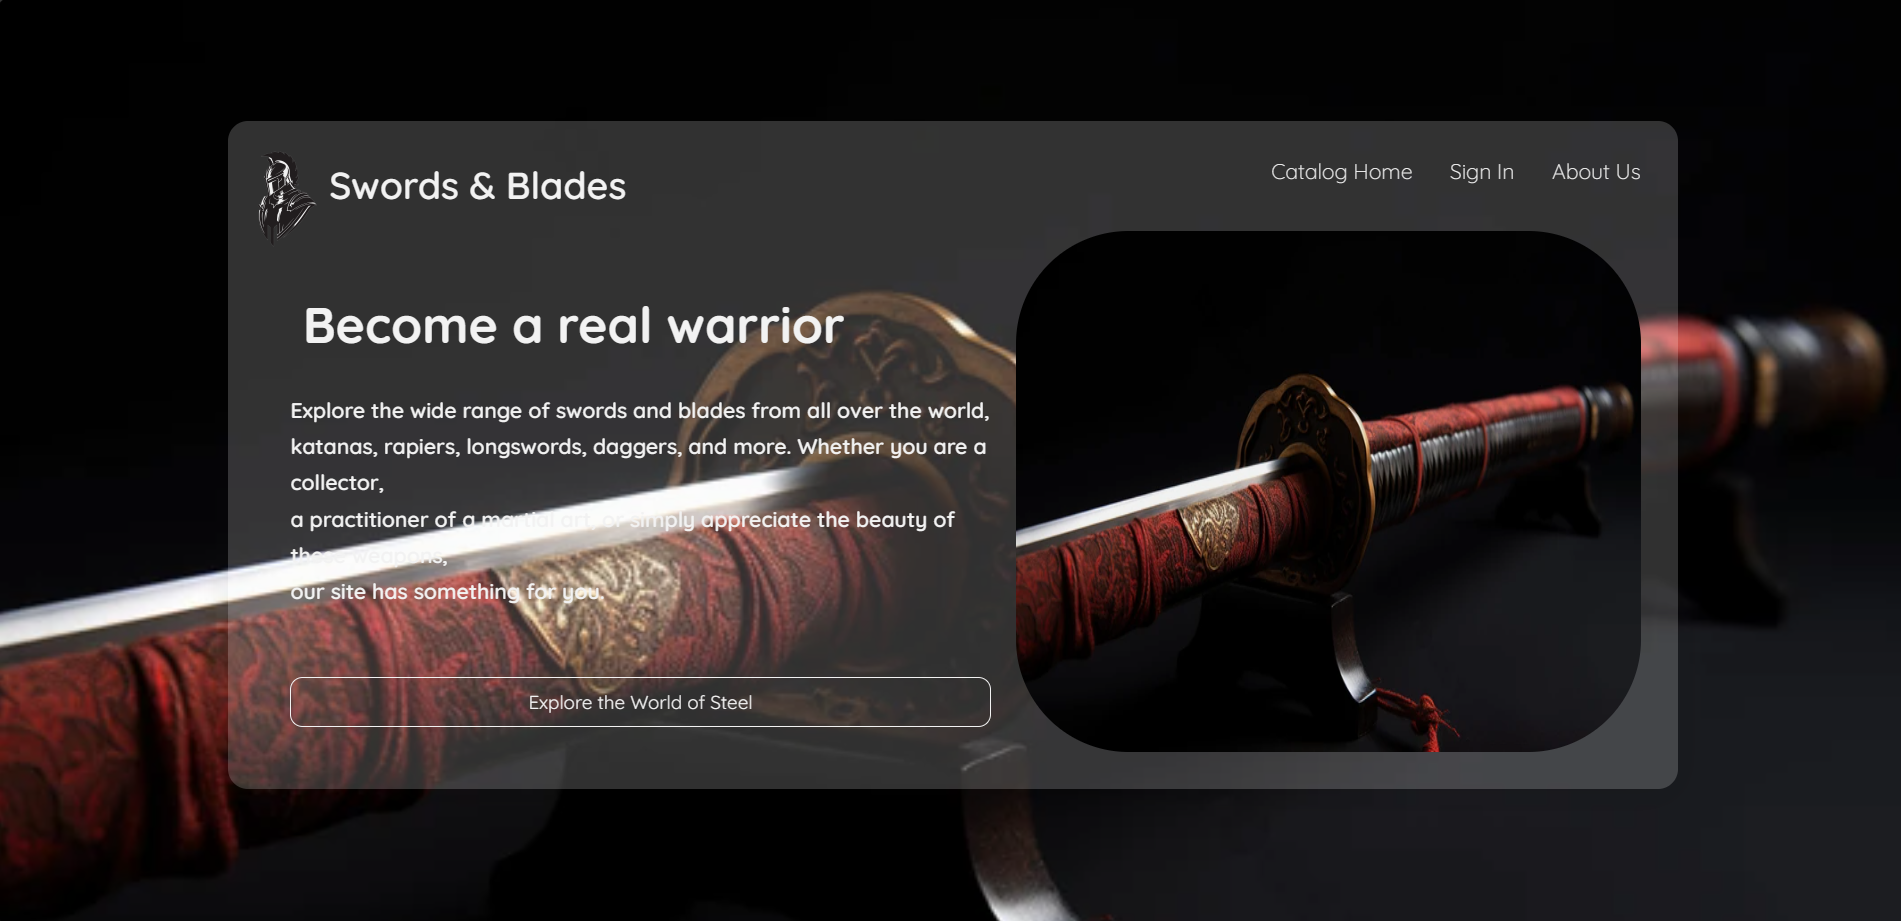 Swords & Blades
Catalog Home
Sign In
About Us
Become a real warrior
Explore the wide range of swords and blades from all over the world,
katanas, rapiers, longswords, daggers, and more. Whether you are a
collector,
a practitioner of a martial art, or simply appreciate the beauty of
these weapons,
our site has something for you.
Explore the World of Steel